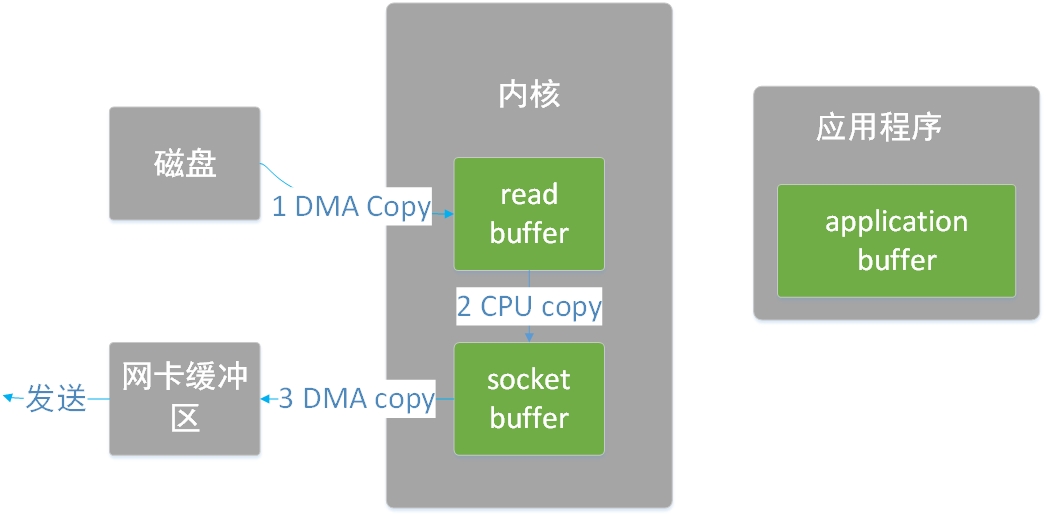 内核
应用程序
磁盘
1 DMA Copy
read
buffer
application
buffer
2 CPU copy
网卡缓冲
区
socket
buffer
3 DMA copy
发送